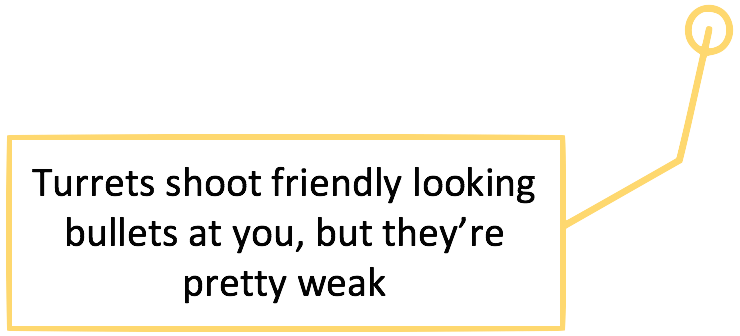 Turrets shoot friendly looking
bullets at you, but they’re
pretty weak